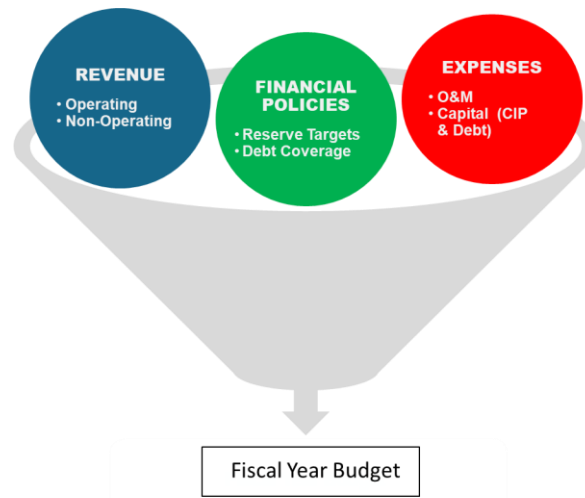 REVENUE
• Operating
• Non-Operating
FINANCIAL
POLICIES
• Reserve Targets
• Debt Coverage
EXPENSES
• O&M
• Capital (CIP
& Debt)
Fiscal Year Budget